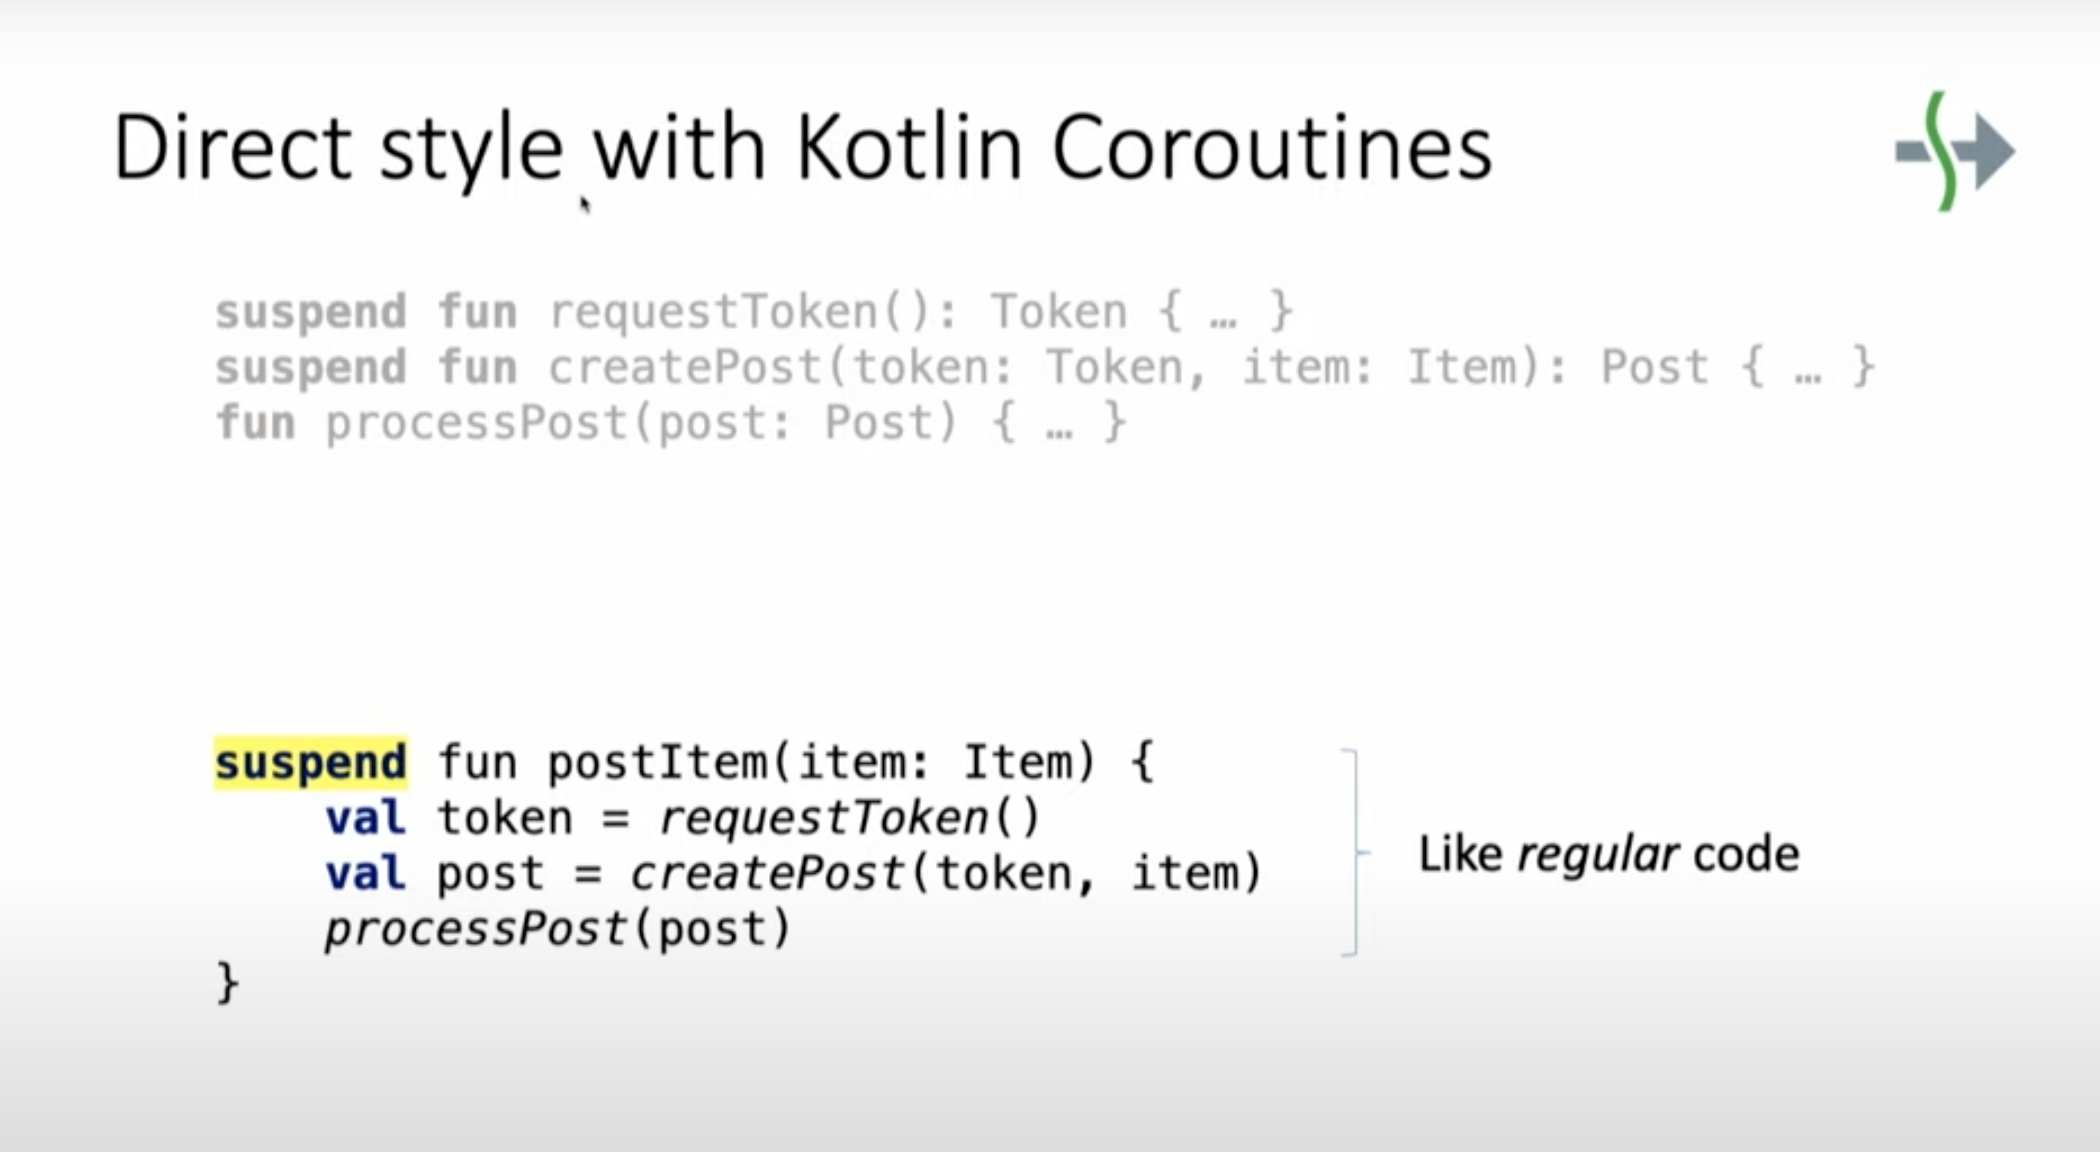 Direct style with Kotlin Coroutines
suspend fun requestToken(): Token { … }
suspend fun createPost(token: Token, item: Item): Post { … }
fun processPost(post: Post) { … }
suspend fun postItem(item: Item) {
    val token = requestToken()
    val post = createPost(token, item)
    processPost(post)
}
Like regular code